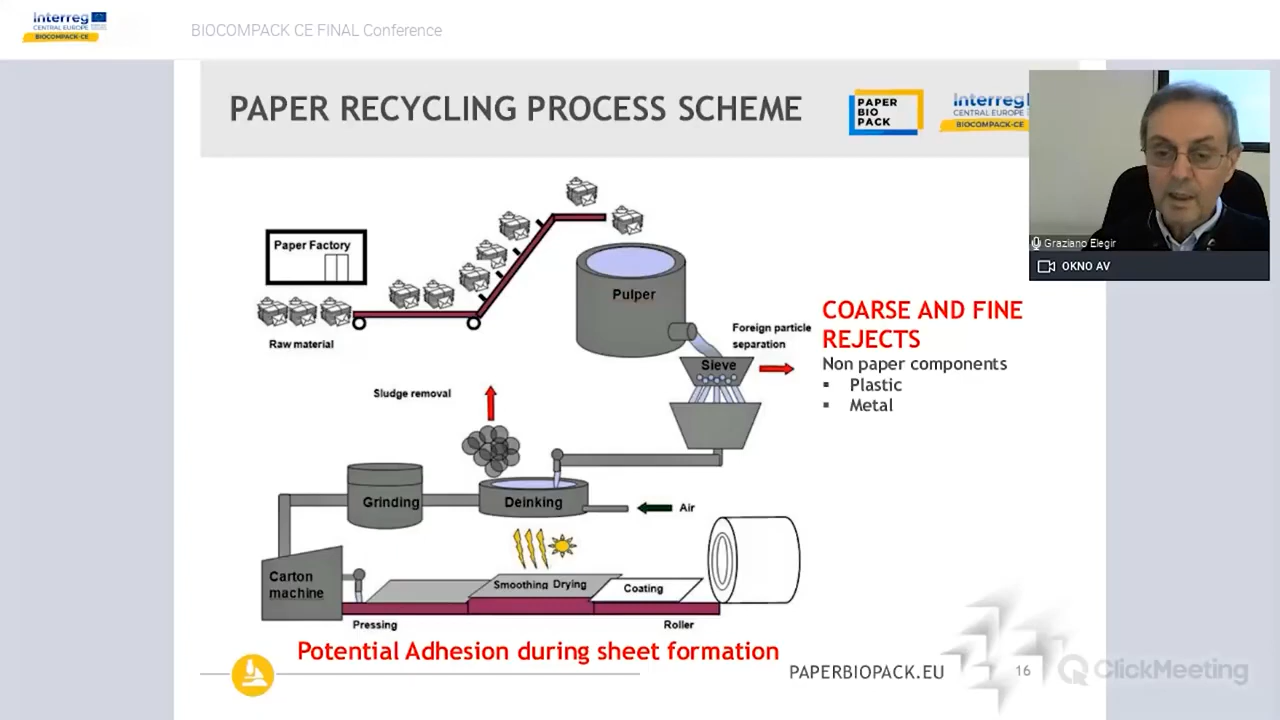 Interreg
CENTRAL EUROPE
BIOCOMPACK-CE
BIOCOMPACK CE FINAL Conference
PAPER RECYCLING PROCESS SCHEME
PAPER
BIO
PACK
Interreg
CENTRAL EUROPE
BIOCOMPACK-CE
Graziano Elegir
OKNO AV
Paper Factory
Raw material
Pulper
Foreign particle
separation
Sieve
COARSE AND FINE
REJECTS
Non paper components
▪ Plastic
▪ Metal
Sludge removal
Grinding
Deinking
Air
Carton
machine
Smoothing Drying
Coating
Pressing
Roller
Potential Adhesion during sheet formation
PAPERBIOPACK.EU
16
ClickMeeting